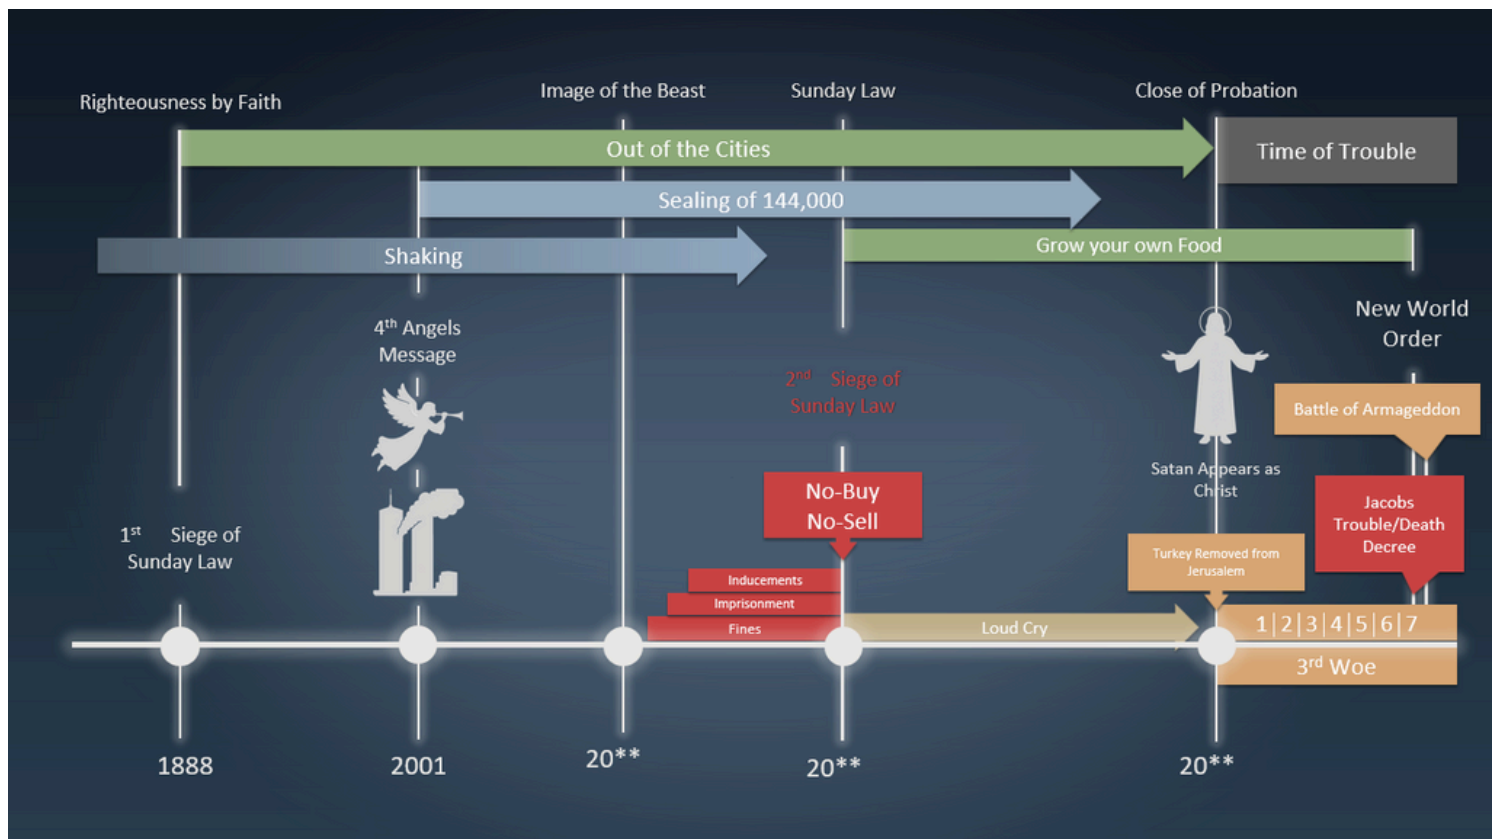 Righteousness by Faith
Image of the Beast
Sunday Law
Close of Probation
Out of the Cities
Time of Trouble
Sealing of 144,000
Shaking
Grow your own Food
4th Angels
Message
New World
Order
2nd Siege of
Sunday Law
Battle of Armageddon
Satan Appears as
Christ
No-Buy
No-Sell
Jacobs
Trouble/Death
Decree
1st Siege of
Sunday Law
Turkey Removed from
Jerusalem
Inducements
Imprisonment
Fines
Loud Cry
1|2|3|4|5|6|7
3rd Woe
1888
2001
20**
20**
20**